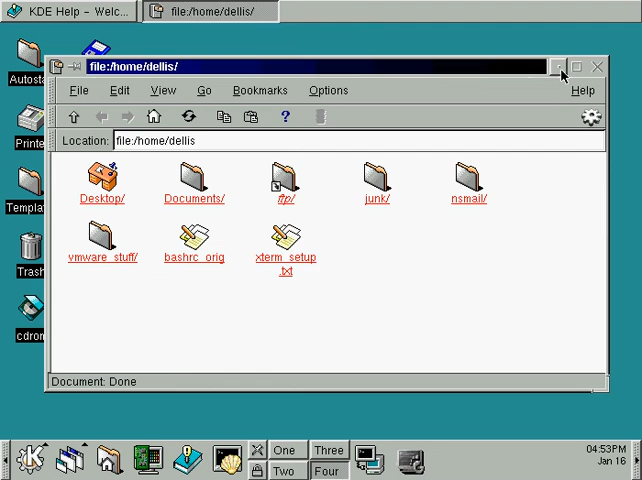 KDE Help - Welc...
file:/home/dellis/
Autosta
file:/home/dellis/
File Edit View Go Bookmarks Options Help
Printe
Location: file:/home/dellis
Templa
Desktop/ Documents/ ftp/ junk/ nsmail/
Trash
vmware_stuff/ bashrc_orig xterm_setup
.txt
cdrom
Document: Done
One Three
Two Four
04:53PM
Jan 16